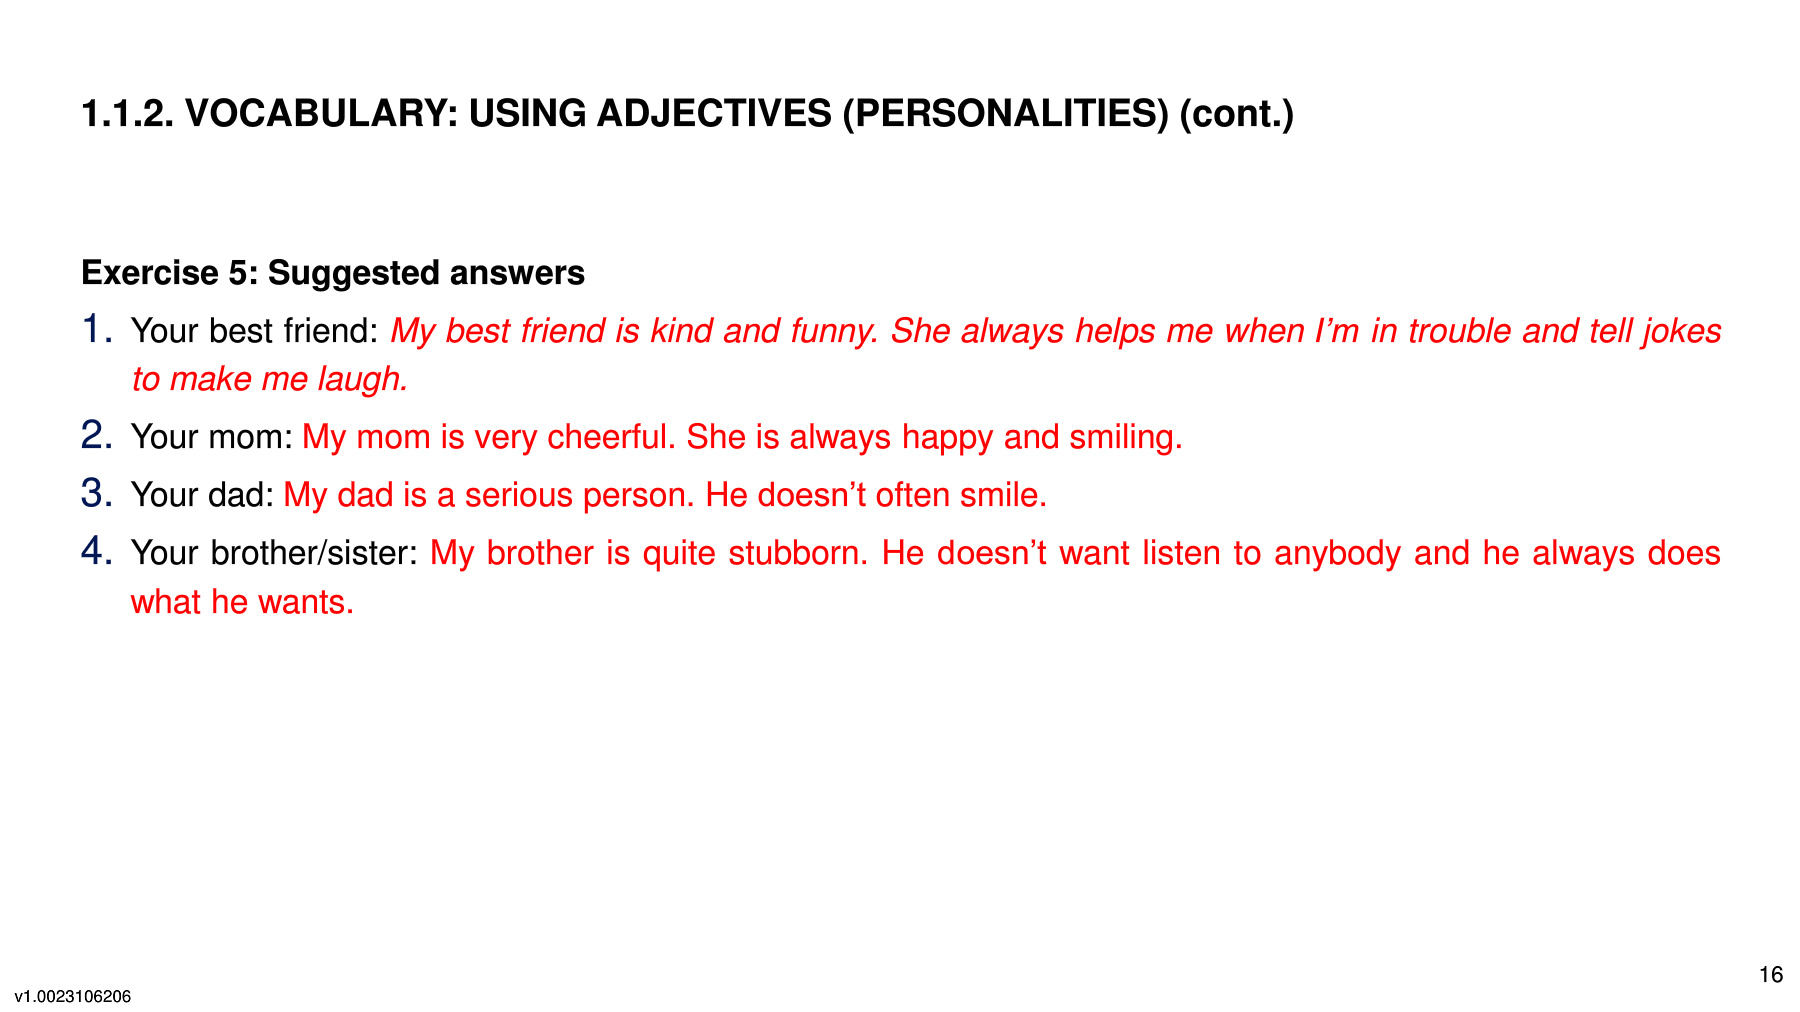 1.1.2. VOCABULARY: USING ADJECTIVES (PERSONALITIES) (cont.)
Exercise 5: Suggested answers
1. Your best friend: My best friend is kind and funny. She always helps me when I’m in trouble and tell jokes
to make me laugh.
2. Your mom: My mom is very cheerful. She is always happy and smiling.
3. Your dad: My dad is a serious person. He doesn’t often smile.
4. Your brother/sister: My brother is quite stubborn. He doesn’t want listen to anybody and he always does
what he wants.
16
v1.0023106206